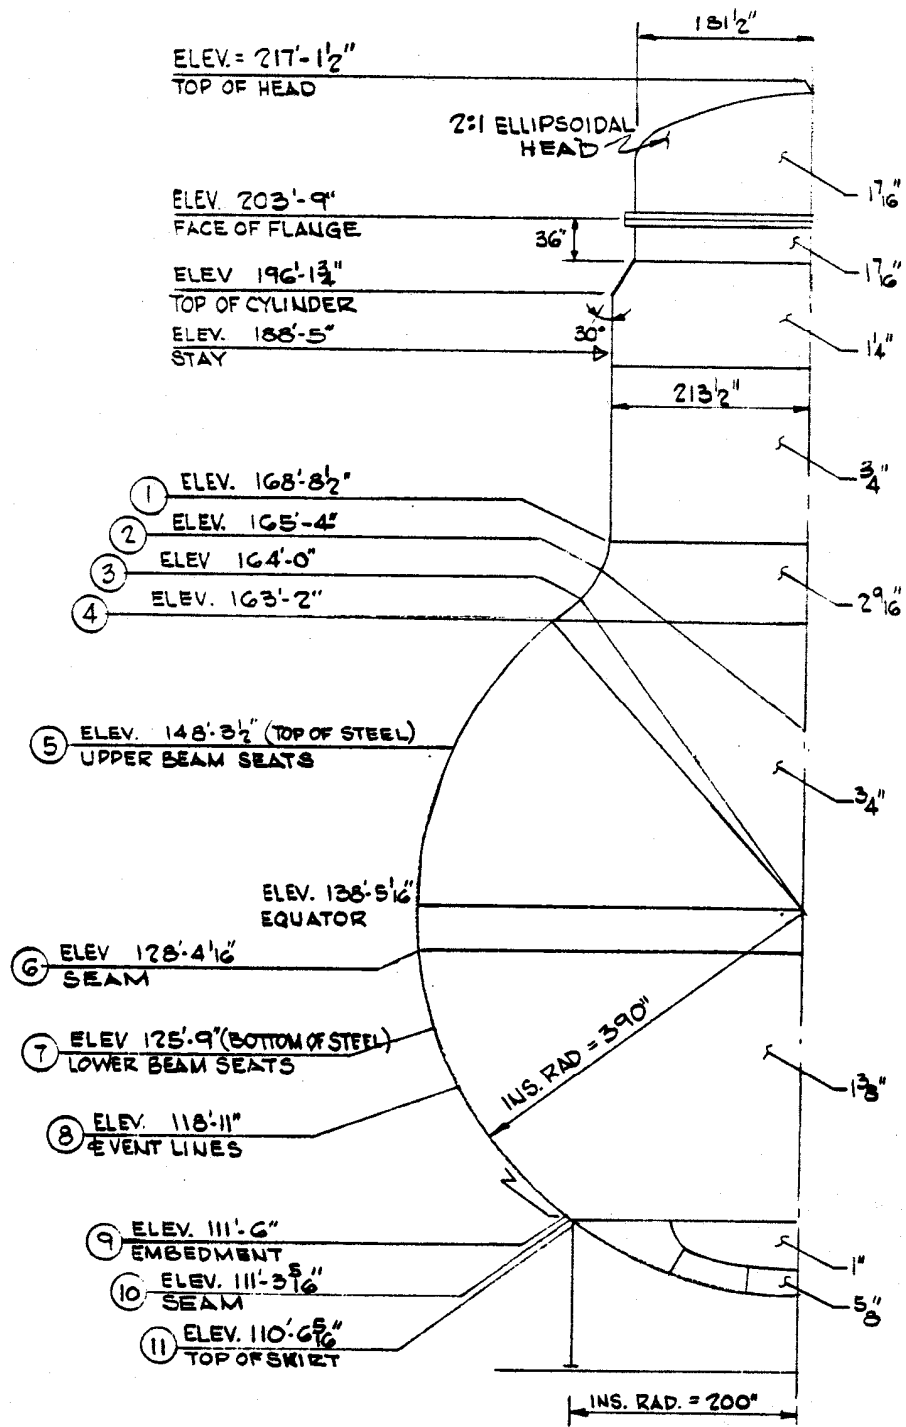 181½"
ELEV. = 217'-1½"
TOP OF HEAD
2:1 ELLIPSOIDAL
HEAD
1 7/16"
ELEV. 203'-9"
FACE OF FLANGE
36"
1 7/16"
ELEV 196'-1¾"
TOP OF CYLINDER
30°
1¼"
ELEV. 188'-5"
STAY
213½"
¾"
1 ELEV. 168'-8½"
2 ELEV. 165'-4"
3 ELEV 164'-0"
4 ELEV. 163'-2"
2 9/16"
5 ELEV. 148'-3½" (TOP OF STEEL)
UPPER BEAM SEATS
¾"
ELEV. 138'-5/16"
EQUATOR
6 ELEV 128'-4/16"
SEAM
7 ELEV 125'-9" (BOTTOM OF STEEL)
LOWER BEAM SEATS
INS. RAD = 390"
1⅜"
8 ELEV. 118'-11"
℄ VENT LINES
9 ELEV. 111'-6"
EMBEDMENT
1"
10 ELEV. 111'-3 5/16"
SEAM
⅝"
11 ELEV. 110'-6 5/16"
TOP OF SKIRT
INS. RAD. = 200"